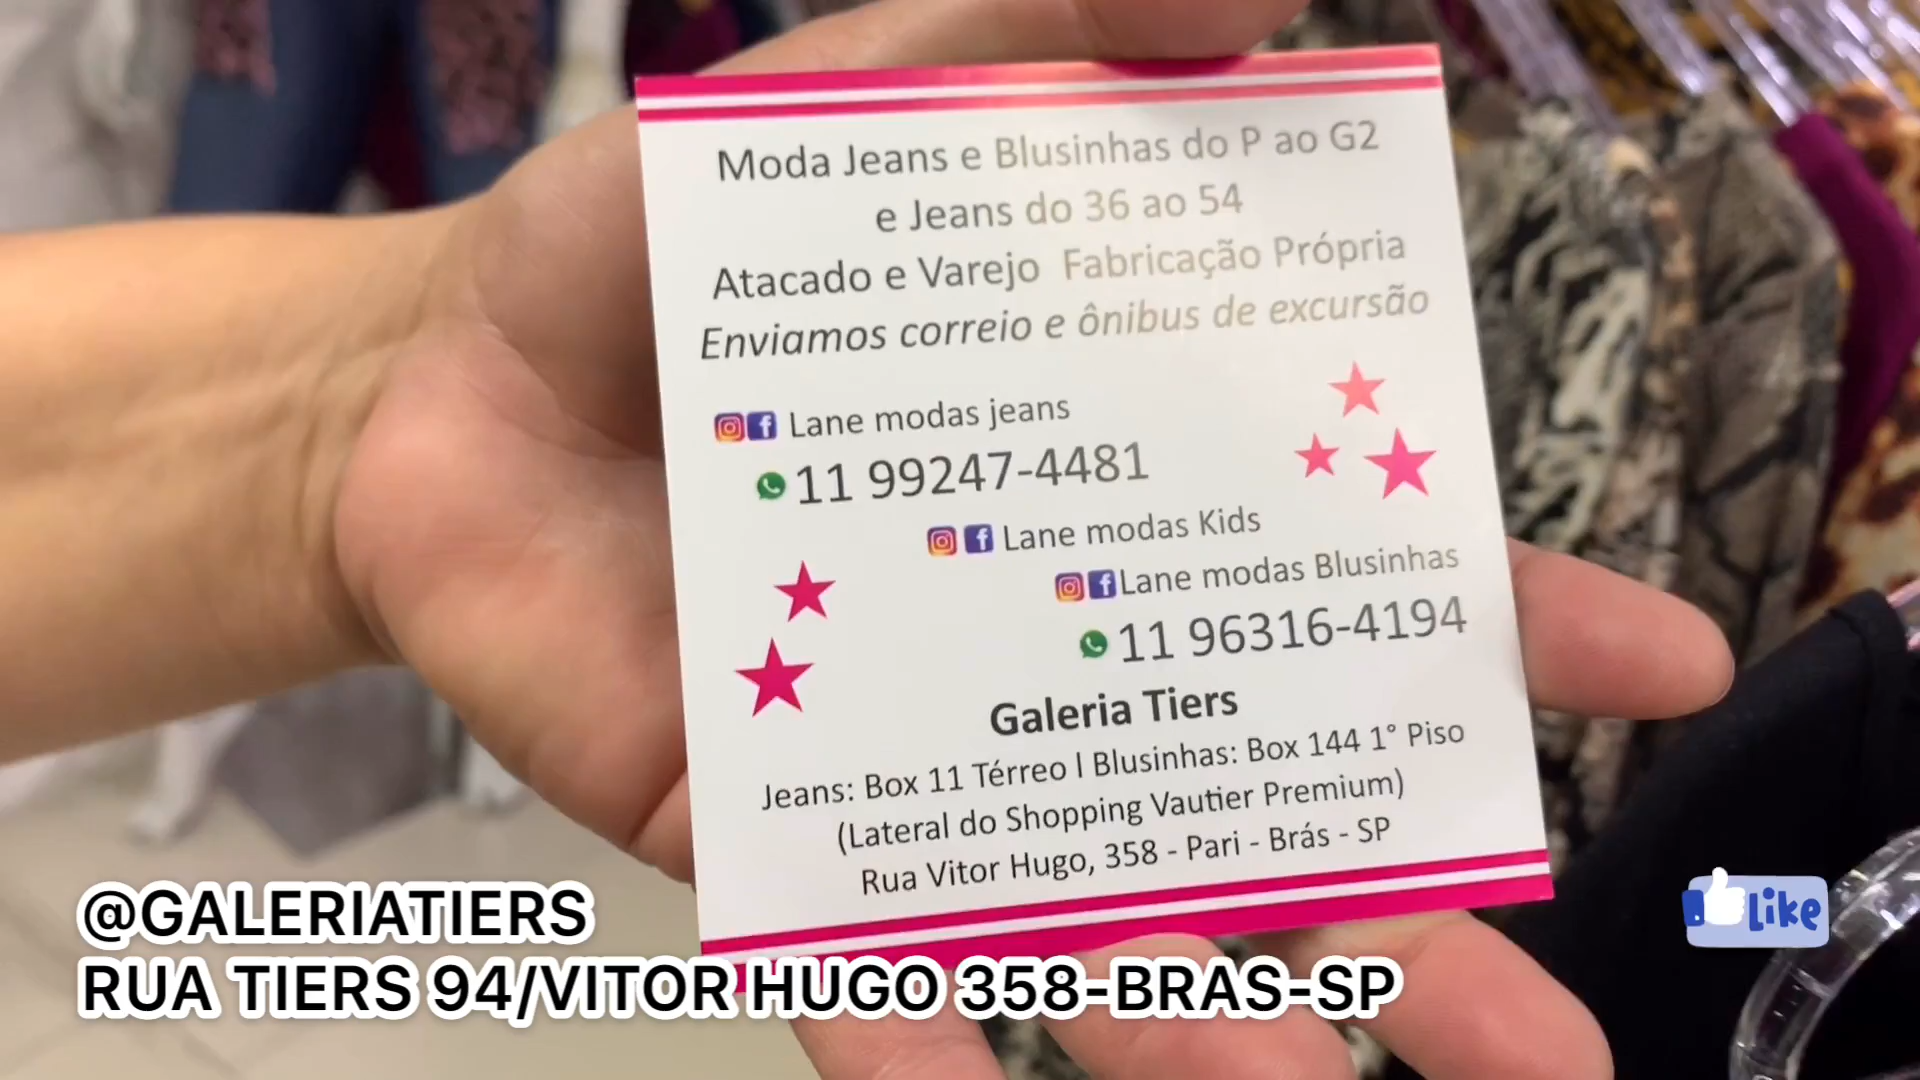 Moda Jeans e Blusinhas do P ao G2
e Jeans do 36 ao 54
Atacado e Varejo Fabricação Própria
Enviamos correio e ônibus de excursão
Lane modas jeans
11 99247-4481
Lane modas Kids
Lane modas Blusinhas
11 96316-4194
Galeria Tiers
Jeans: Box 11 Térreo l Blusinhas: Box 144 1° Piso
(Lateral do Shopping Vautier Premium)
Rua Vitor Hugo, 358 - Pari - Brás - SP
@GALERIATIERS
RUA TIERS 94/VITOR HUGO 358-BRAS-SP
Like